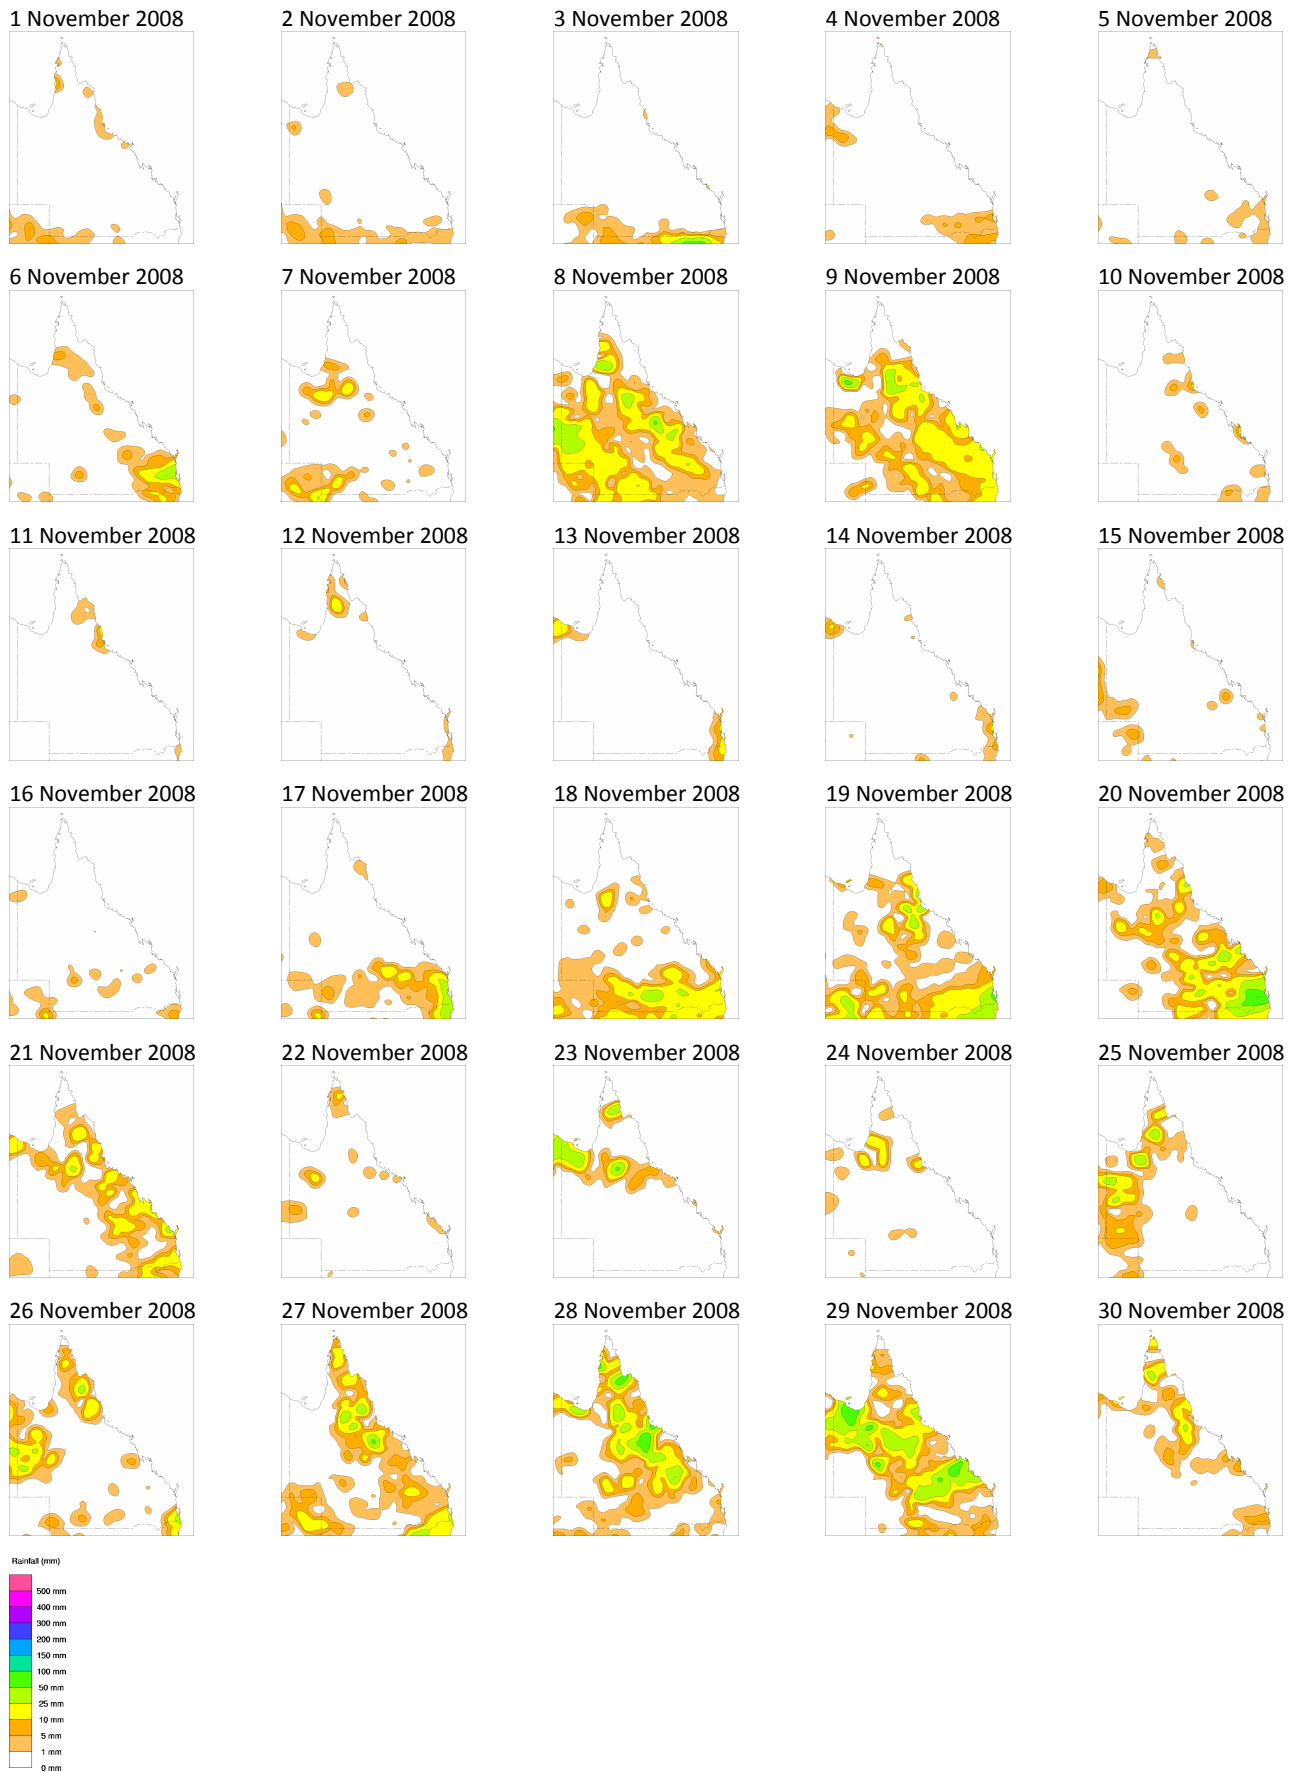 1 November 2008
2 November 2008
3 November 2008
4 November 2008
5 November 2008
6 November 2008
7 November 2008
8 November 2008
9 November 2008
10 November 2008
11 November 2008
12 November 2008
13 November 2008
14 November 2008
15 November 2008
16 November 2008
17 November 2008
18 November 2008
19 November 2008
20 November 2008
21 November 2008
22 November 2008
23 November 2008
24 November 2008
25 November 2008
26 November 2008
27 November 2008
28 November 2008
29 November 2008
30 November 2008
Rainfall (mm)
500 mm
400 mm
300 mm
200 mm
150 mm
100 mm
50 mm
25 mm
10 mm
5 mm
1 mm
0 mm